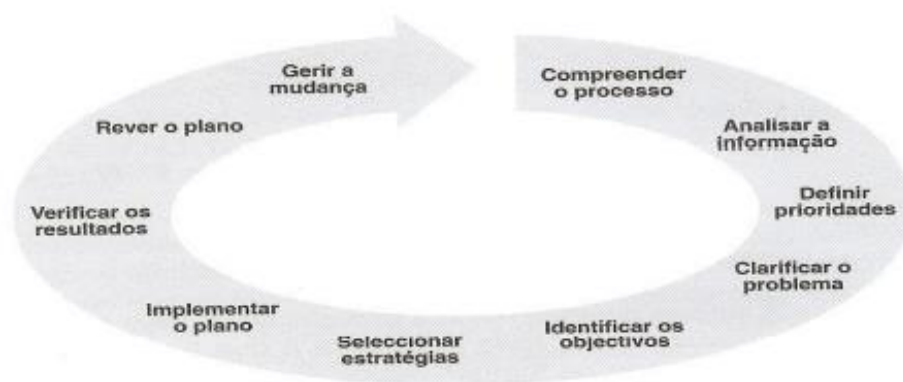 Compreender
o processo
Analisar a
informação
Definir
prioridades
Clarificar o
problema
Identificar os
objectivos
Seleccionar
estratégias
Implementar
o plano
Verificar os
resultados
Rever o plano
Gerir a
mudança